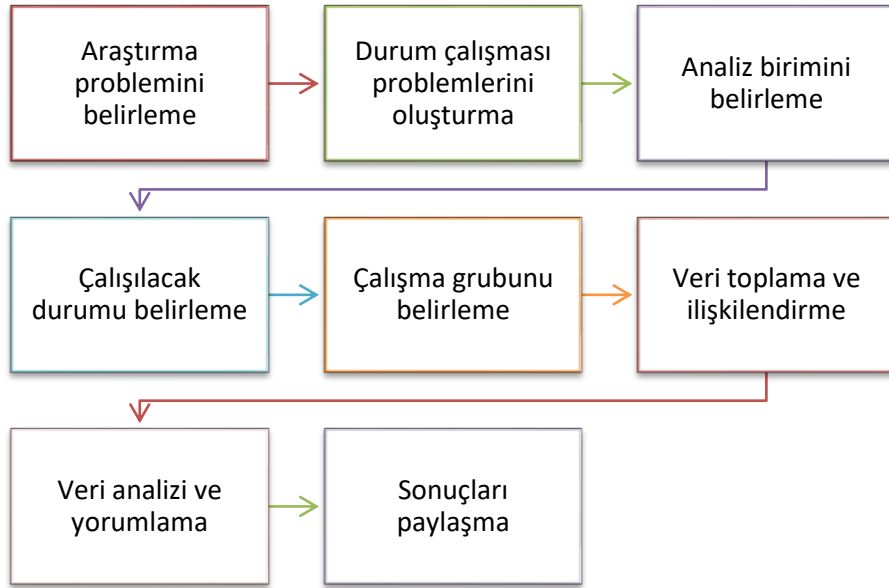 Araştırma
problemini
belirleme
Durum çalışması
problemlerini
oluşturma
Analiz birimini
belirleme
Çalışılacak
durumu belirleme
Çalışma grubunu
belirleme
Veri toplama ve
ilişkilendirme
Veri analizi ve
yorumlama
Sonuçları
paylaşma